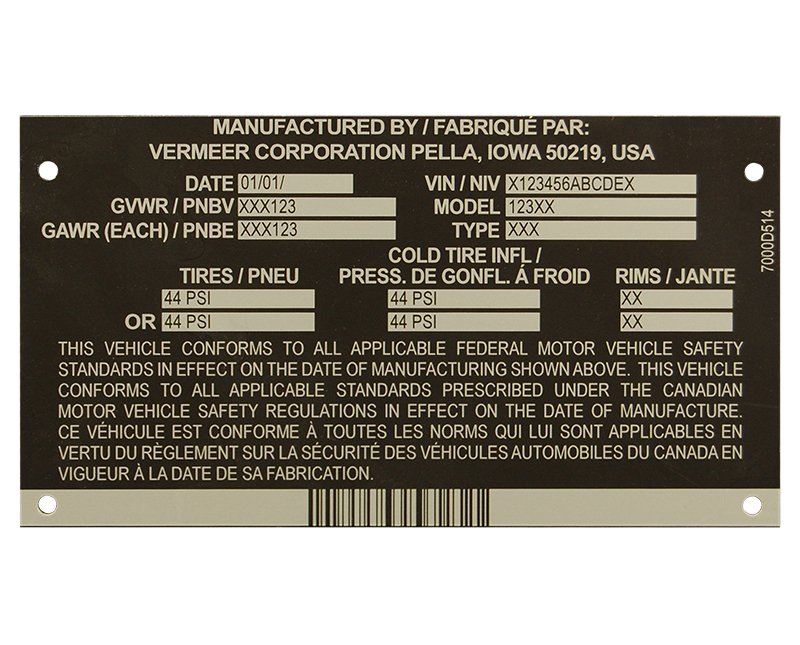 MANUFACTURED BY / FABRIQUÉ PAR:
VERMEER CORPORATION PELLA, IOWA 50219, USA
DATE 01/01/ VIN / NIV X123456ABCDEX
GVWR / PNBV XXX123 MODEL 123XX
GAWR (EACH) / PNBE XXX123 TYPE XXX
COLD TIRE INFL /
TIRES / PNEU PRESS. DE GONFL. Á FROID RIMS / JANTE
44 PSI 44 PSI XX
OR 44 PSI 44 PSI XX
THIS VEHICLE CONFORMS TO ALL APPLICABLE FEDERAL MOTOR VEHICLE SAFETY
STANDARDS IN EFFECT ON THE DATE OF MANUFACTURING SHOWN ABOVE. THIS VEHICLE
CONFORMS TO ALL APPLICABLE STANDARDS PRESCRIBED UNDER THE CANADIAN
MOTOR VEHICLE SAFETY REGULATIONS IN EFFECT ON THE DATE OF MANUFACTURE.
CE VÉHICULE EST CONFORME À TOUTES LES NORMS QUI LUI SONT APPLICABLES EN
VERTU DU RÈGLEMENT SUR LA SÉCURITÉ DES VÉHICULES AUTOMOBILES DU CANADA EN
VIGUEUR À LA DATE DE SA FABRICATION.
7000D514